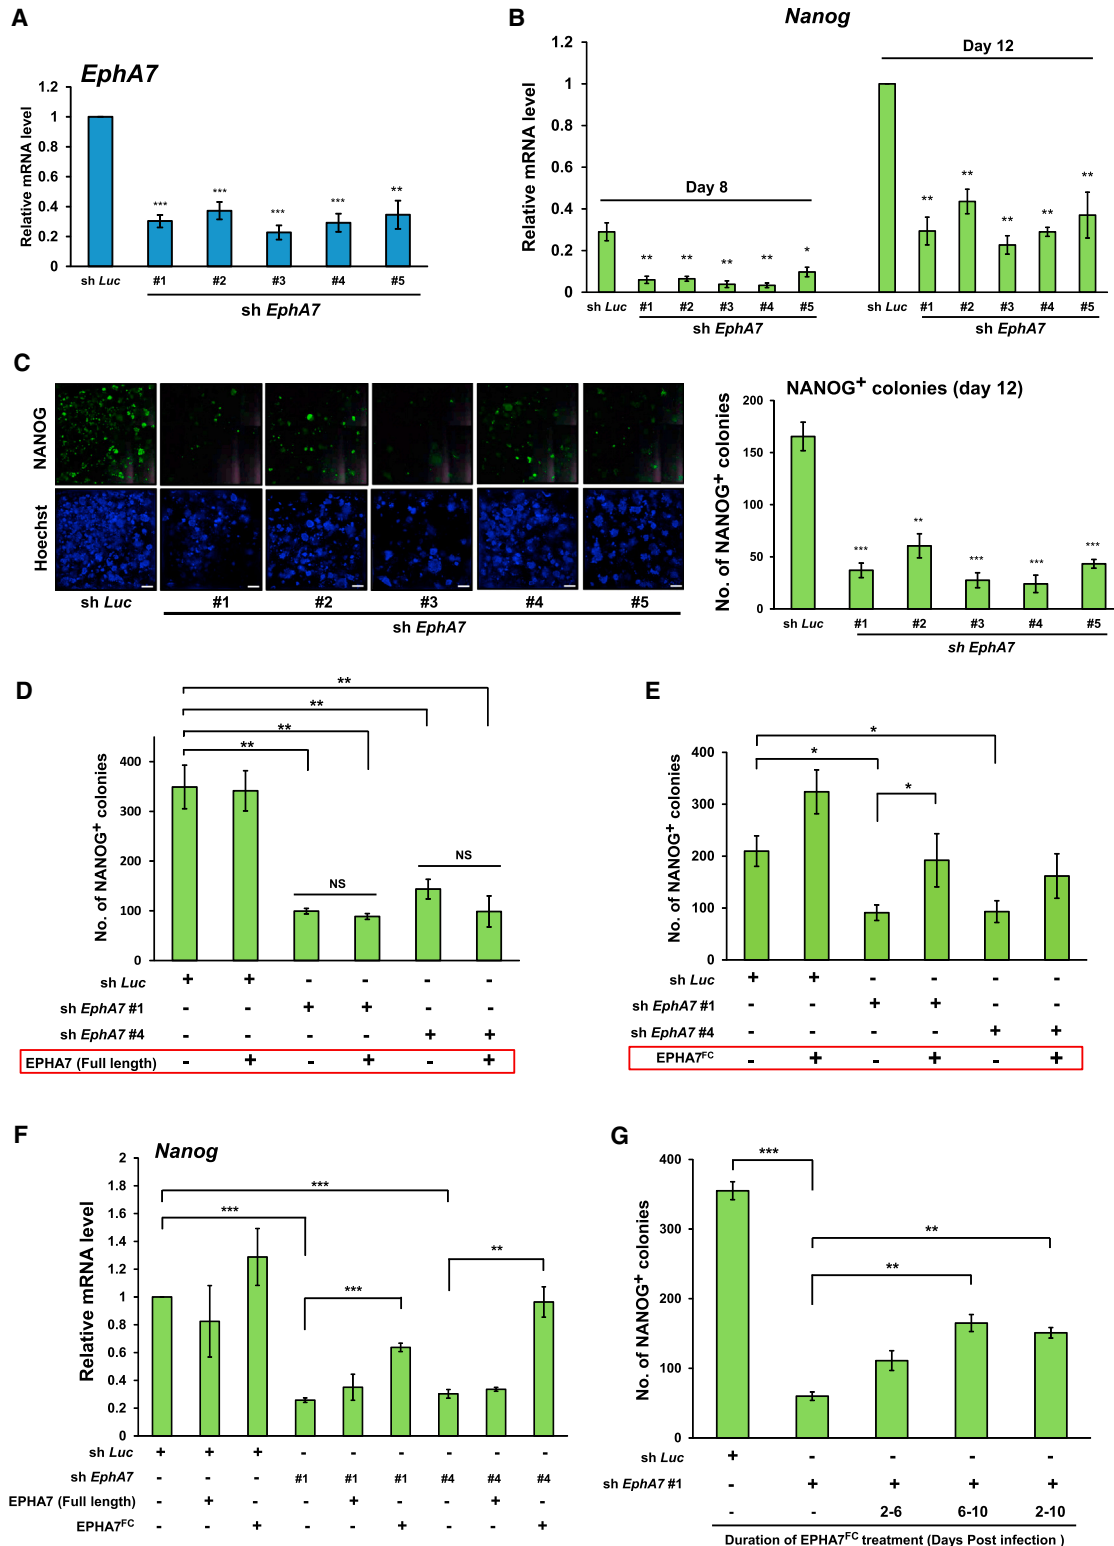 A
EphA7
Relative mRNA level
1.2
1
0.8
0.6
0.4
0.2
0
*** *** *** *** **
sh Luc #1 #2 #3 #4 #5
sh EphA7
B
Nanog
Relative mRNA level
1.2
1
0.8
0.6
0.4
0.2
0
Day 8
Day 12
** ** ** ** * ** ** ** ** **
sh Luc #1 #2 #3 #4 #5 sh Luc #1 #2 #3 #4 #5
sh EphA7 sh EphA7
C
NANOG
Hoechst
sh Luc #1 #2 #3 #4 #5
sh EphA7
NANOG+ colonies (day 12)
No. of NANOG+ colonies
200
150
100
50
0
*** ** *** *** ***
sh Luc #1 #2 #3 #4 #5
sh EphA7
D
No. of NANOG+ colonies
400
300
200
100
0
**
**
**
**
NS NS
sh Luc + + - - - -
sh EphA7 #1 - - + + - -
sh EphA7 #4 - - - - + +
EPHA7 (Full length) - + - + - +
E
No. of NANOG+ colonies
400
300
200
100
0
*
*
*
sh Luc + + - - - -
sh EphA7 #1 - - + + - -
sh EphA7 #4 - - - - + +
EPHA7FC - + - + - +
F
Nanog
Relative mRNA level
2
1.8
1.6
1.4
1.2
1
0.8
0.6
0.4
0.2
0
***
***
**
***
sh Luc + + + - - - - - -
sh EphA7 - - - #1 #1 #1 #4 #4 #4
EPHA7 (Full length) - + - - + - - + -
EPHA7FC - - + - - + - - +
G
No. of NANOG+ colonies
400
300
200
100
0
***
**
**
sh Luc + - - - -
sh EphA7 #1 - + + + +
- - 2-6 6-10 2-10
Duration of EPHA7FC treatment (Days Post infection )